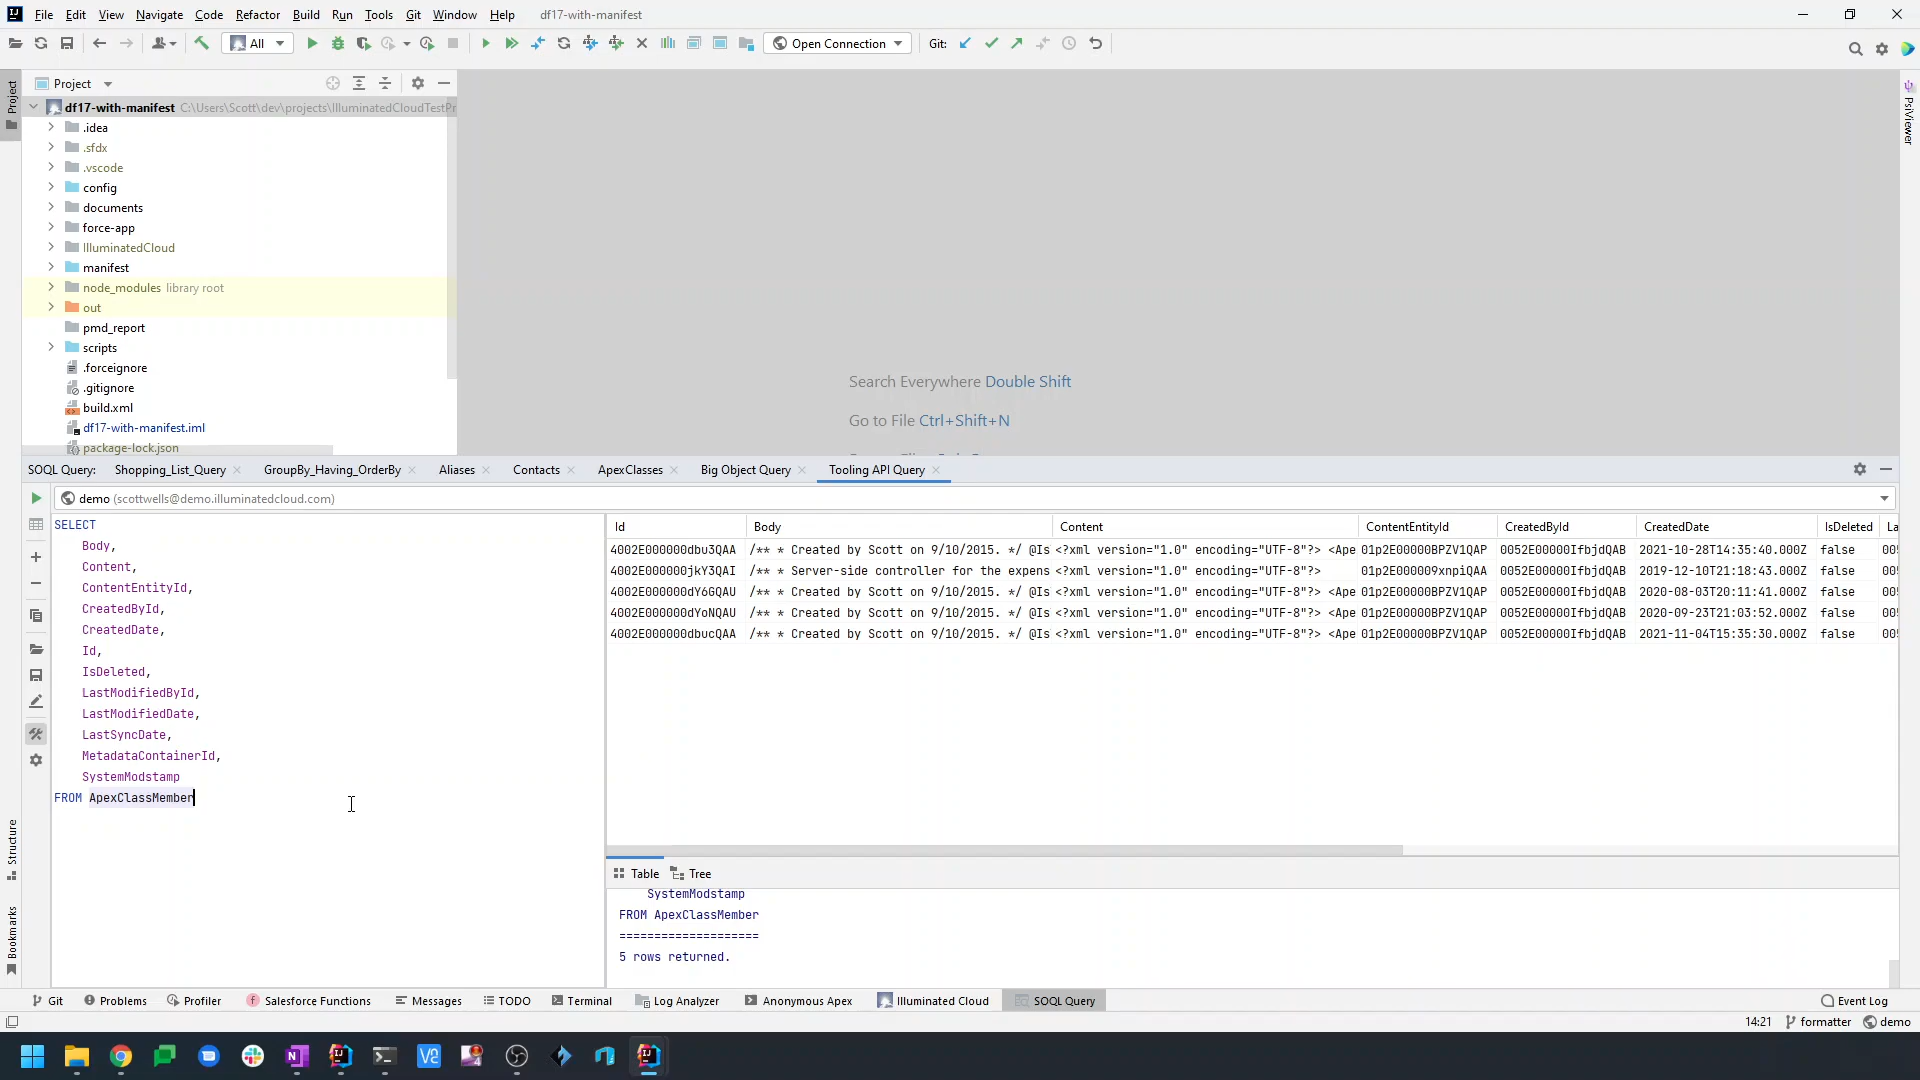 File Edit View Navigate Code Refactor Build Run Tools Git Window Help df17-with-manifest
All Open Connection Git:
Project
Project
df17-with-manifest C:\Users\Scott\dev\projects\IlluminatedCloudTestPr
.idea
.sfdx
.vscode
config
documents
force-app
IlluminatedCloud
manifest
node_modules library root
out
pmd_report
scripts
.forceignore
.gitignore
build.xml
df17-with-manifest.iml
package-lock.json
PsiViewer
Search Everywhere Double Shift
Go to File Ctrl+Shift+N
SOQL Query: Shopping_List_Query GroupBy_Having_OrderBy Aliases Contacts ApexClasses Big Object Query Tooling API Query
demo (scottwells@demo.illuminatedcloud.com)
SELECT
Body,
Content,
ContentEntityId,
CreatedById,
CreatedDate,
Id,
IsDeleted,
LastModifiedById,
LastModifiedDate,
LastSyncDate,
MetadataContainerId,
SystemModstamp
FROM ApexClassMember
Id Body Content ContentEntityId CreatedById CreatedDate IsDeleted La
4002E000000dbu3QAA /** * Created by Scott on 9/10/2015. */ @Is <?xml version="1.0" encoding="UTF-8"?> <Ape 01p2E00000BPZV1QAP 0052E00000IfbjdQAB 2021-10-28T14:35:40.000Z false 005
4002E000000jkY3QAI /** * Server-side controller for the expens <?xml version="1.0" encoding="UTF-8"?> 01p2E000009xnpiQAA 0052E00000IfbjdQAB 2019-12-10T21:18:43.000Z false 005
4002E000000dY6GQAU /** * Created by Scott on 9/10/2015. */ @Is <?xml version="1.0" encoding="UTF-8"?> <Ape 01p2E00000BPZV1QAP 0052E00000IfbjdQAB 2020-08-03T20:11:41.000Z false 005
4002E000000dYoNQAU /** * Created by Scott on 9/10/2015. */ @Is <?xml version="1.0" encoding="UTF-8"?> <Ape 01p2E00000BPZV1QAP 0052E00000IfbjdQAB 2020-09-23T21:03:52.000Z false 005
4002E000000dbucQAA /** * Created by Scott on 9/10/2015. */ @Is <?xml version="1.0" encoding="UTF-8"?> <Ape 01p2E00000BPZV1QAP 0052E00000IfbjdQAB 2021-11-04T15:35:30.000Z false 005
Table Tree
SystemModstamp
FROM ApexClassMember
====================
5 rows returned.
Structure
Bookmarks
Git Problems Profiler Salesforce Functions Messages TODO Terminal Log Analyzer Anonymous Apex Illuminated Cloud SOQL Query Event Log
14:21 formatter demo